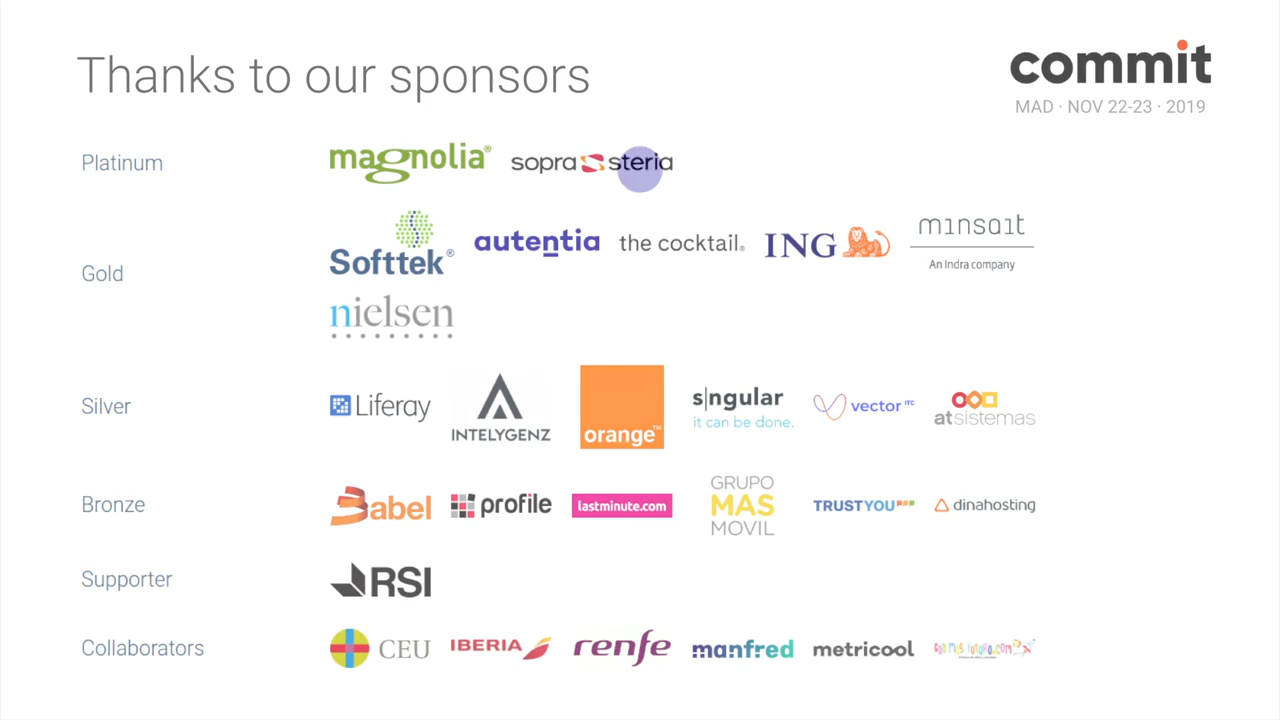 Thanks to our sponsors
commit
MAD · NOV 22-23 · 2019
Platinum
magnolia®
sopra steria
Gold
Softtek®
autentia
the cocktail®
ING
minsait
An Indra company
nielsen
Silver
Liferay
INTELYGENZ
orange™
s|ngular
it can be done.
vector ITC
atsistemas
Bronze
Babel
profile
lastminute.com
GRUPO
MAS
MOVIL
TRUSTYOU
dinahosting
Supporter
RSI
Collaborators
CEU
IBERIA
renfe
manfred
metricool